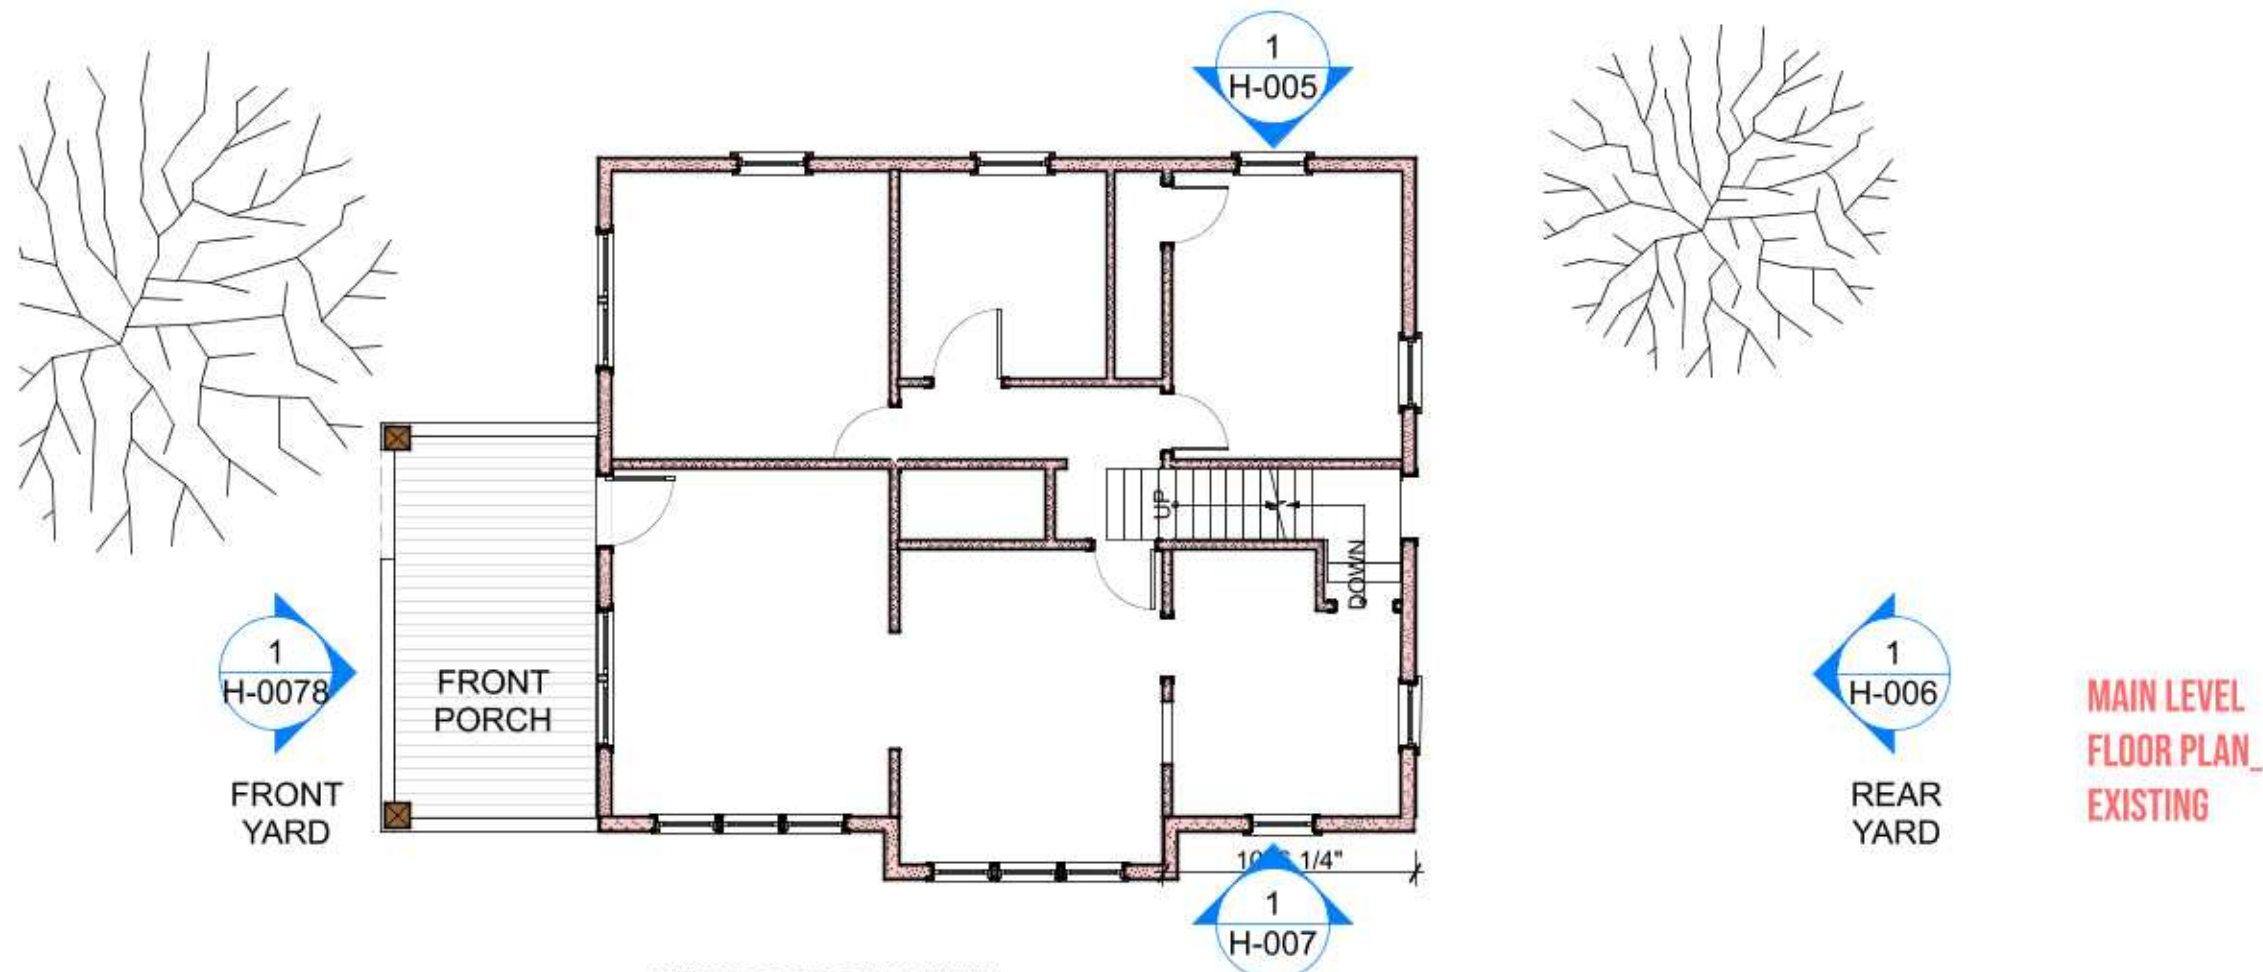 1
H-005
UP
DOWN
1
H-0078
FRONT
PORCH
FRONT
YARD
1
H-006
REAR
YARD
MAIN LEVEL
FLOOR PLAN_
EXISTING
1/4"
1
H-007